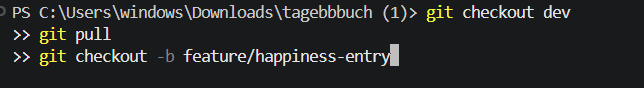 PS C:\Users\windows\Downloads\tagebbbuch (1)> git checkout dev
>> git pull
>> git checkout -b feature/happiness-entry